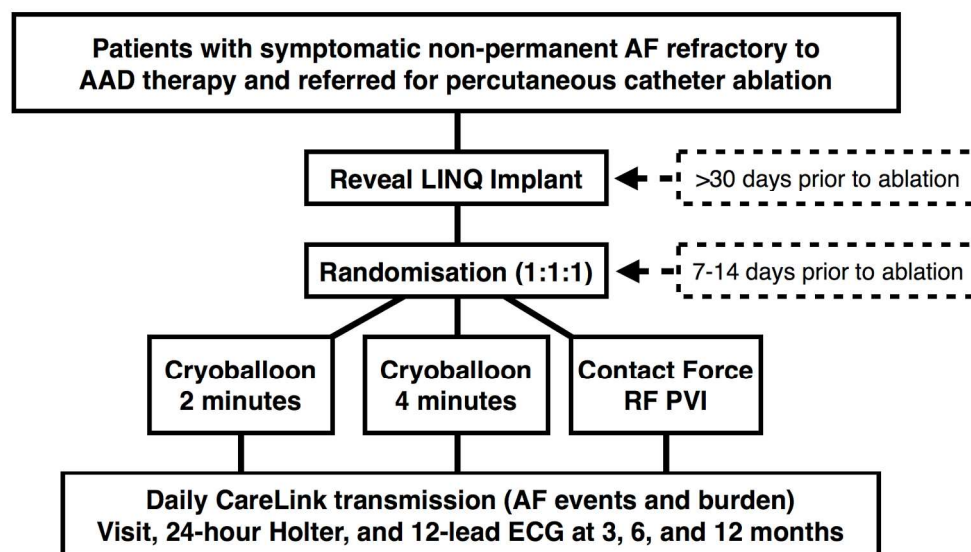 Patients with symptomatic non-permanent AF refractory to
AAD therapy and referred for percutaneous catheter ablation
Reveal LINQ Implant
>30 days prior to ablation
Randomisation (1:1:1)
7-14 days prior to ablation
Cryoballoon
2 minutes
Cryoballoon
4 minutes
Contact Force
RF PVI
Daily CareLink transmission (AF events and burden)
Visit, 24-hour Holter, and 12-lead ECG at 3, 6, and 12 months